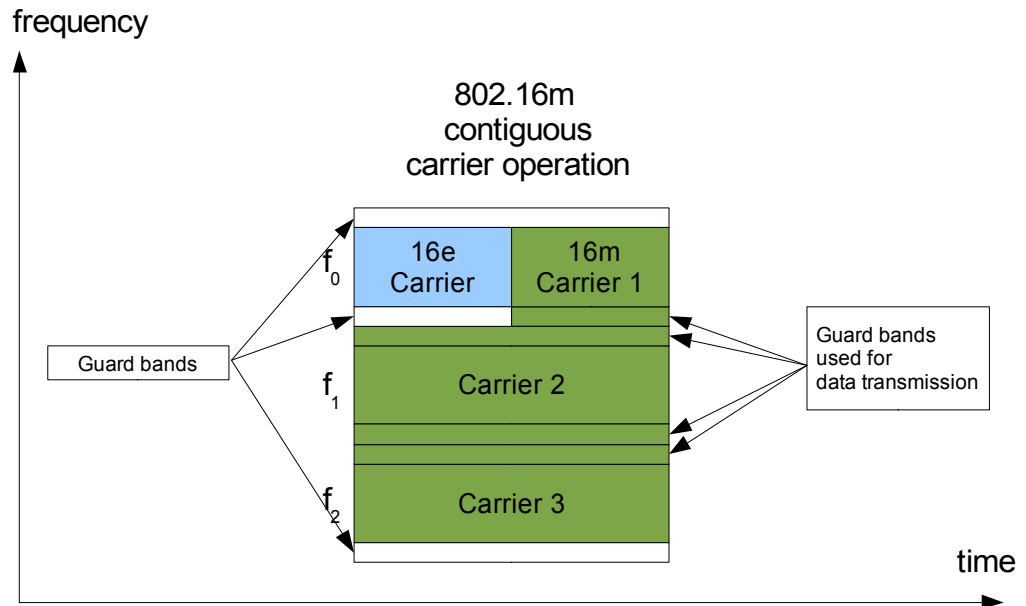 frequency
802.16m
contiguous
carrier operation
f0
16e
Carrier
16m
Carrier 1
Guard bands
Guard bands
used for
data transmission
f1
Carrier 2
f2
Carrier 3
time